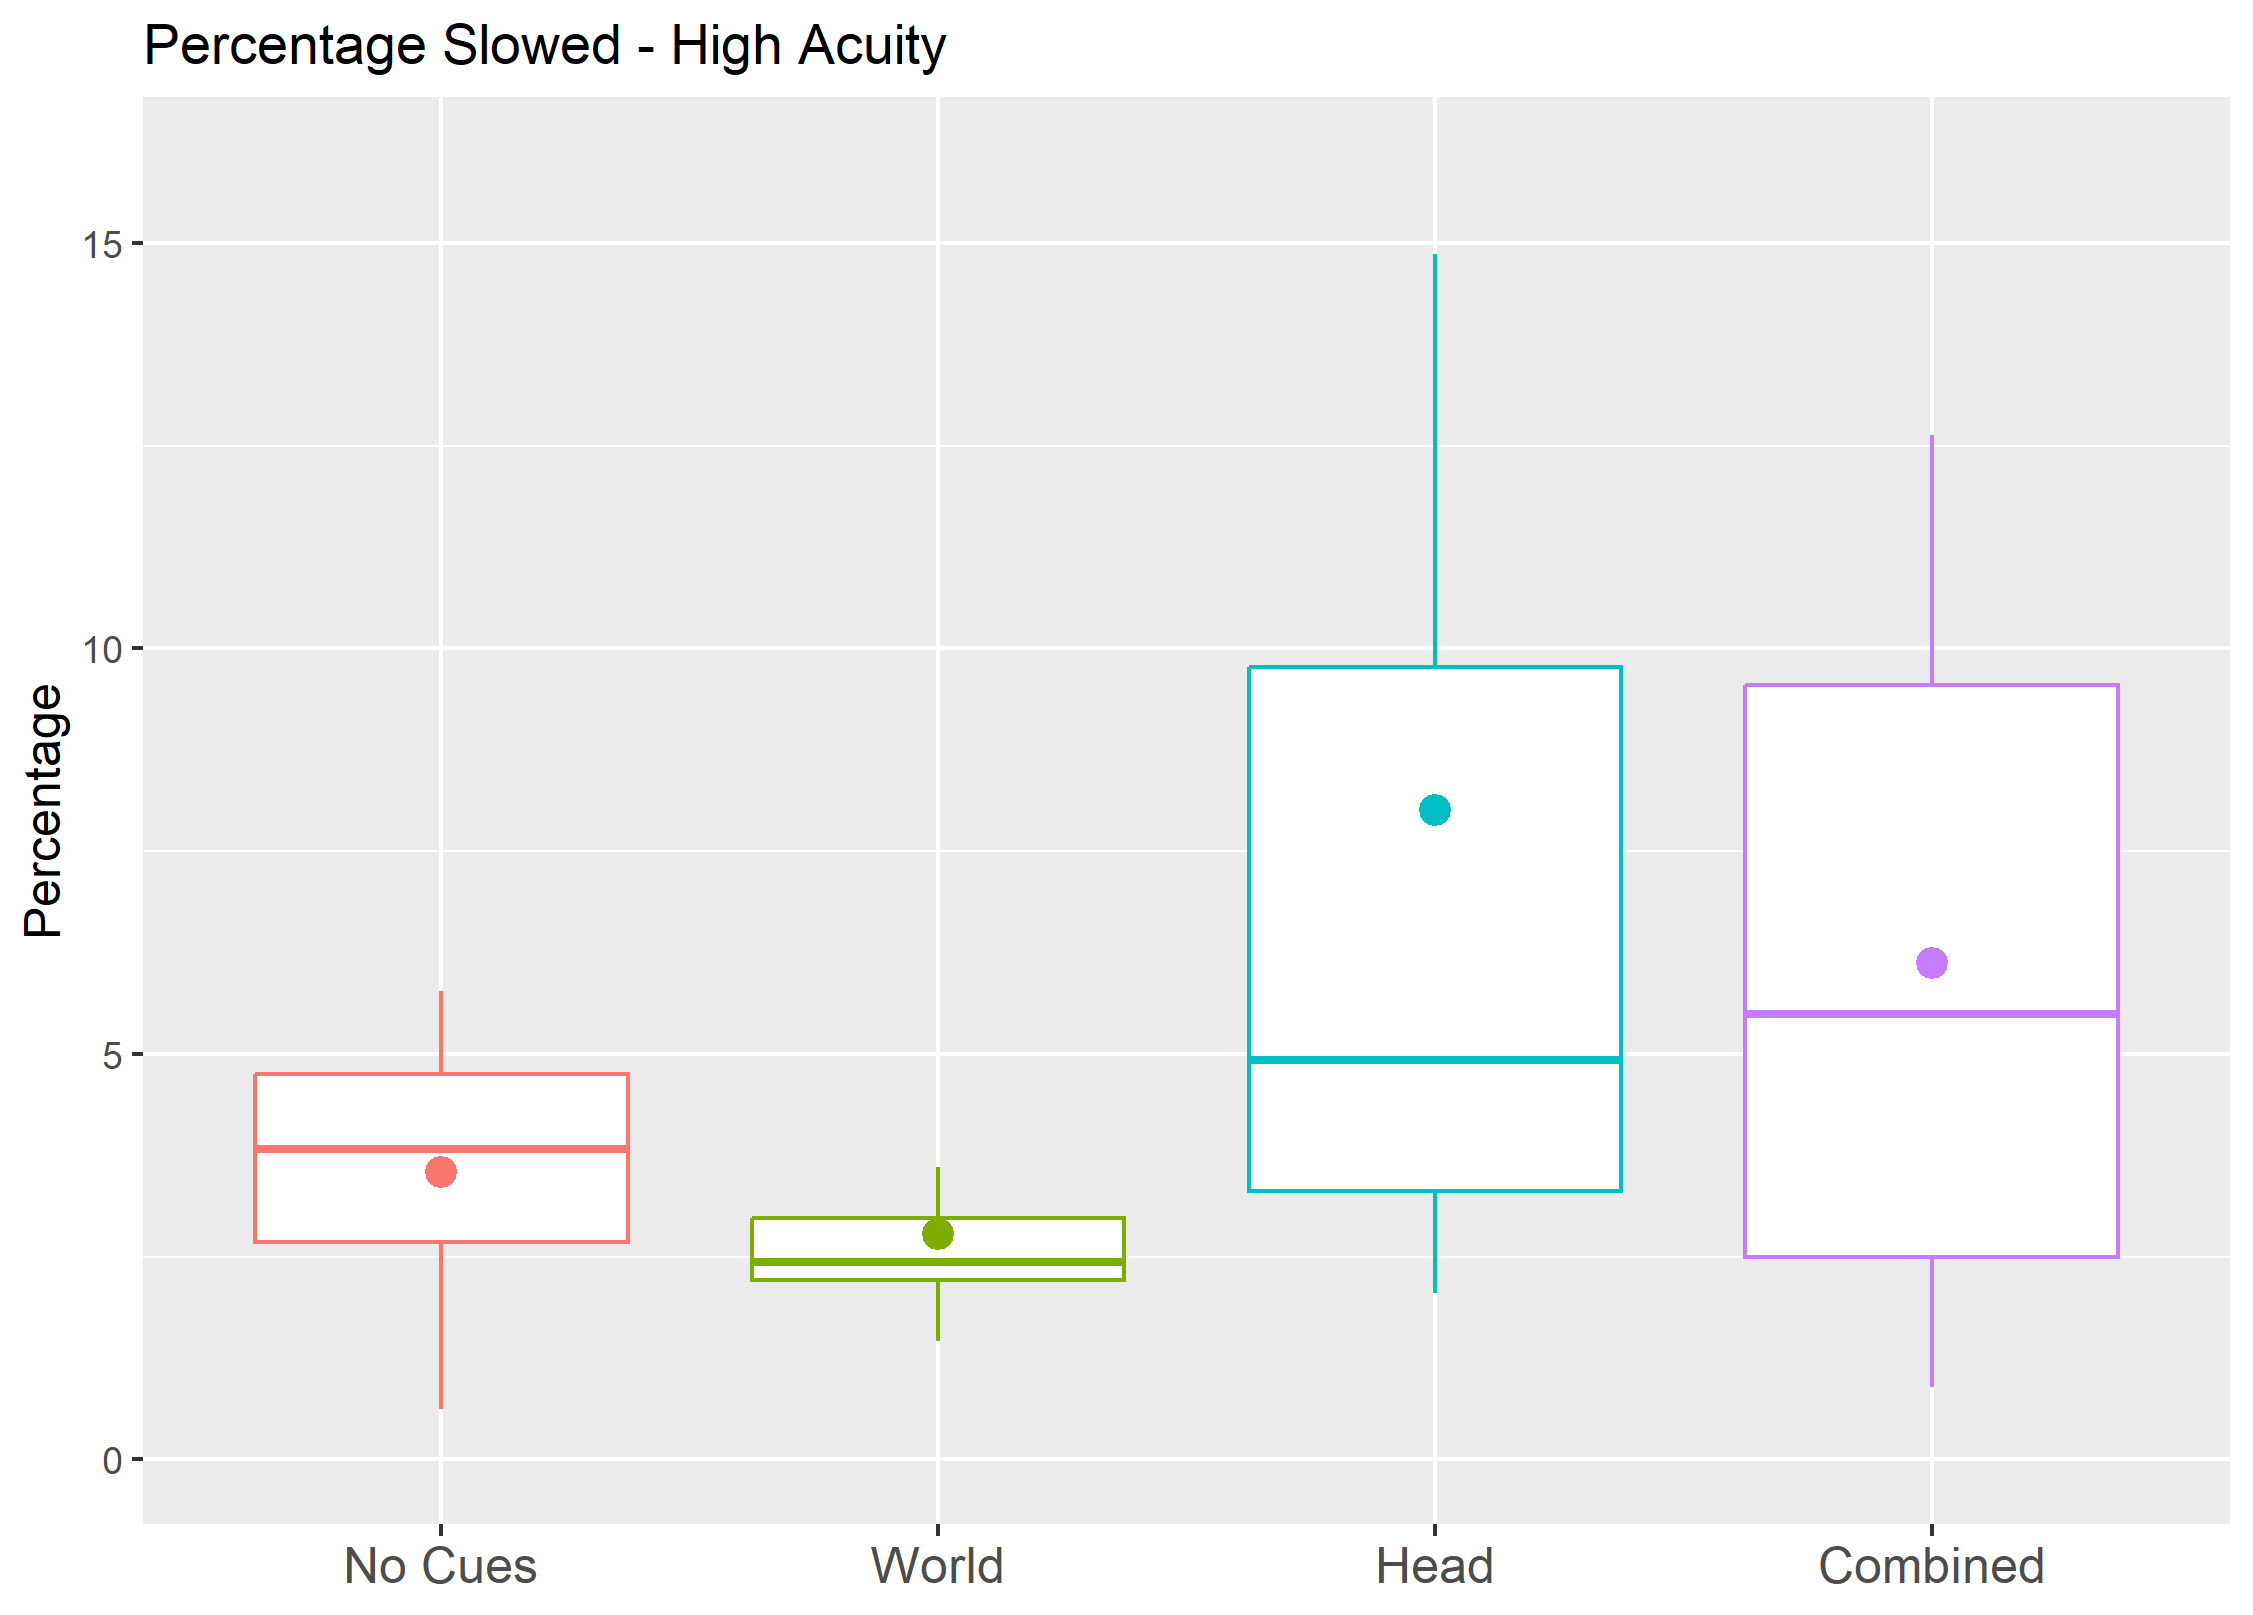 Percentage Slowed - High Acuity
Percentage
15
10
5
0
No Cues
World
Head
Combined